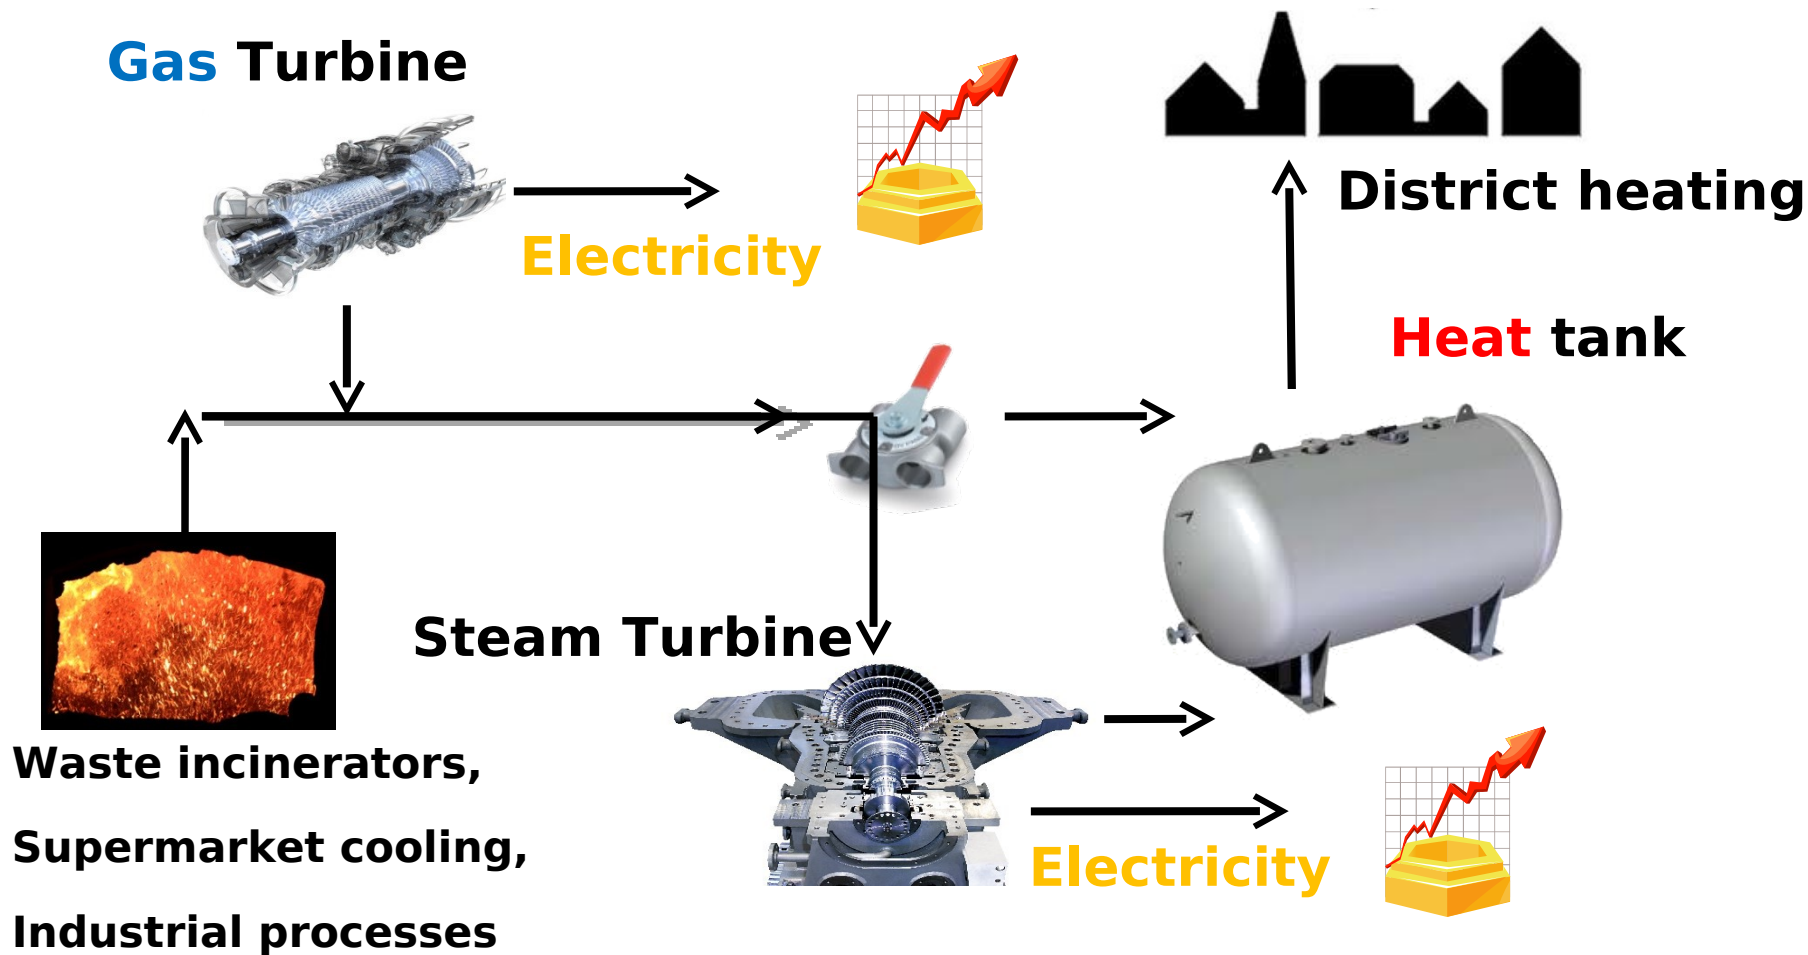 Gas Turbine
Electricity
District heating
Heat tank
Steam Turbine
Waste incinerators,
Supermarket cooling,
Industrial processes
Electricity